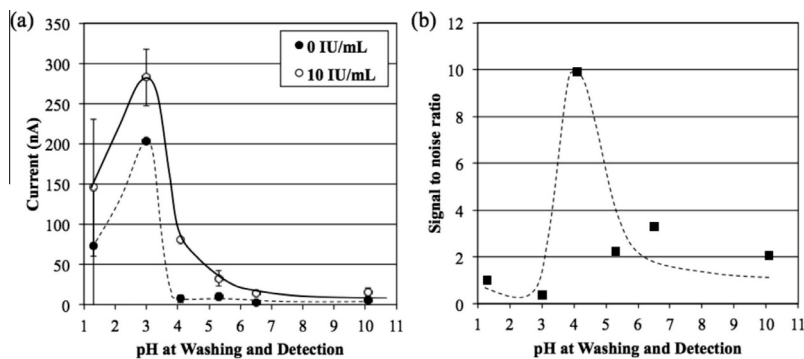 (a)
350
300
250
200
150
100
50
0
Current (nA)
0 IU/mL
10 IU/mL
1 2 3 4 5 6 7 8 9 10 11
pH at Washing and Detection
(b)
12
10
8
6
4
2
0
Signal to noise ratio
1 2 3 4 5 6 7 8 9 10 11
pH at Washing and Detection